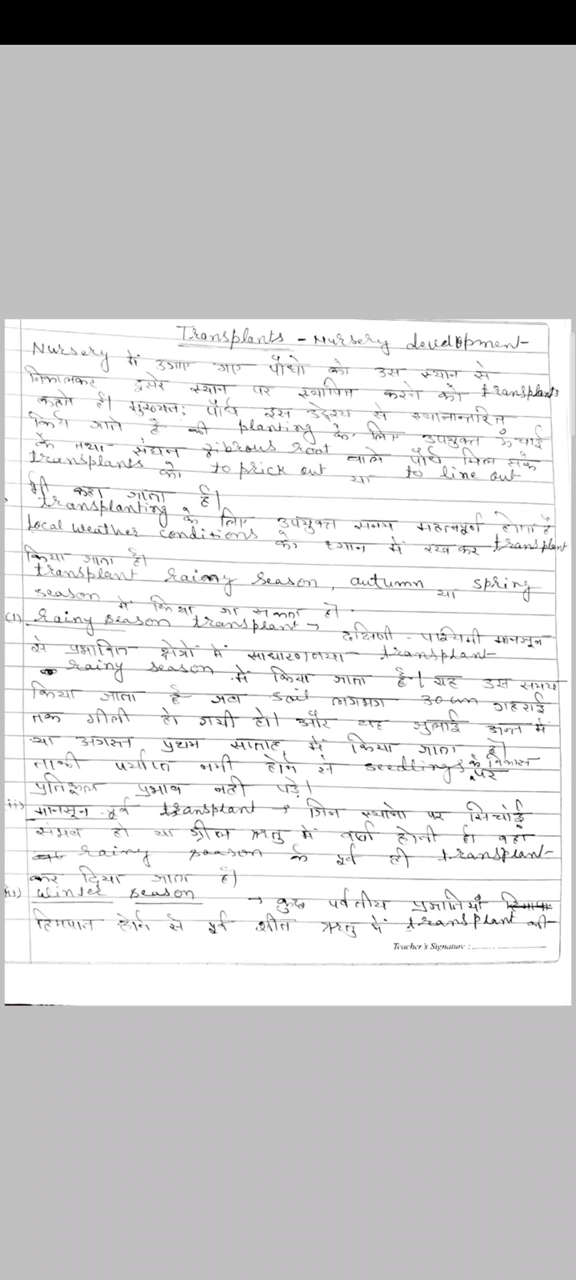 Transplants - Nursery development
Nursery में उगाए गए पौधो को उस स्थान से
निकालकर दुसरे स्थान पर स्थापित करने को transplants
कहते है। मुख्यतः पौधे इस उद्देश्य से स्थानान्तरित
किये जाते है की planting के लिए उपयुक्त ऊँचाई
के तथा संघन fibrous root वाले पौधे मिल सके
transplants को to prick out या to line out
भी कहा जाता है।
transplanting के लिए उपयुक्त समय महत्वपूर्ण होता है
local weather conditions को ध्यान में रख कर transplant
किया जाता है।
transplant rainy season, autumn या spring
season में किया जा सकता है।
(i) rainy season transplant → दक्षिणी - पश्चिमी मानसून
से प्रभावित क्षेत्रों में साधारणतया transplant
rainy season में किया जाता है। यह उस समय
किया जाता है जब soil लगभग 30 cm गहराई
तक गीली हो गयी हो। और यह जुलाई अन्त में
या अगस्त प्रथम सप्ताह में किया जाता है।
ताकी पर्याप्त नमी होने से seedlings के विकास पर
प्रतिकूल प्रभाव नही पड़े।
ii) मानसून पूर्व transplant → जिन स्थानो पर सिचाई
संभव हो या ग्रीष्म ऋतु में वर्षा होती हो वहा
rainy season के पूर्व ही transplant
कर दिया जाता है।
iii) winter season → कुछ पर्वतीय प्रजातियाँ
हिमपात होने से पूर्व शीत ऋतु में transplant की
Teacher's Signature :